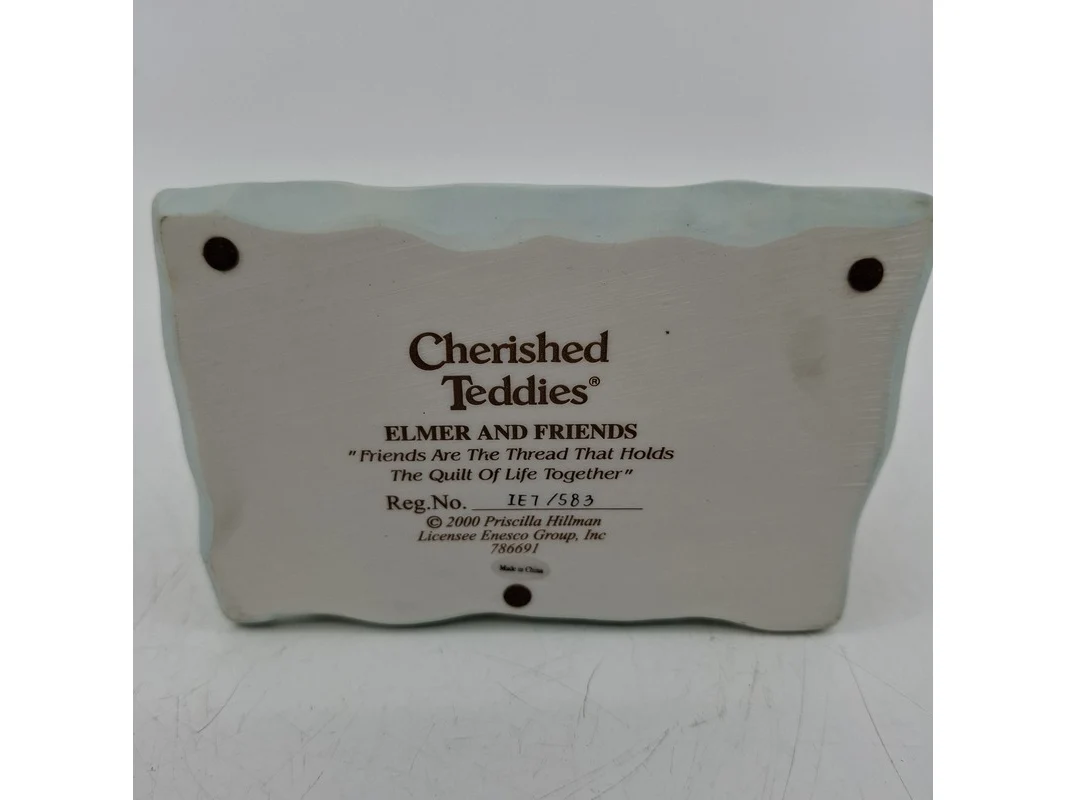 Cherished
Teddies®
ELMER AND FRIENDS
"Friends Are The Thread That Holds
The Quilt Of Life Together"
Reg.No. IE7/583
© 2000 Priscilla Hillman
Licensee Enesco Group, Inc
786691
Made in China